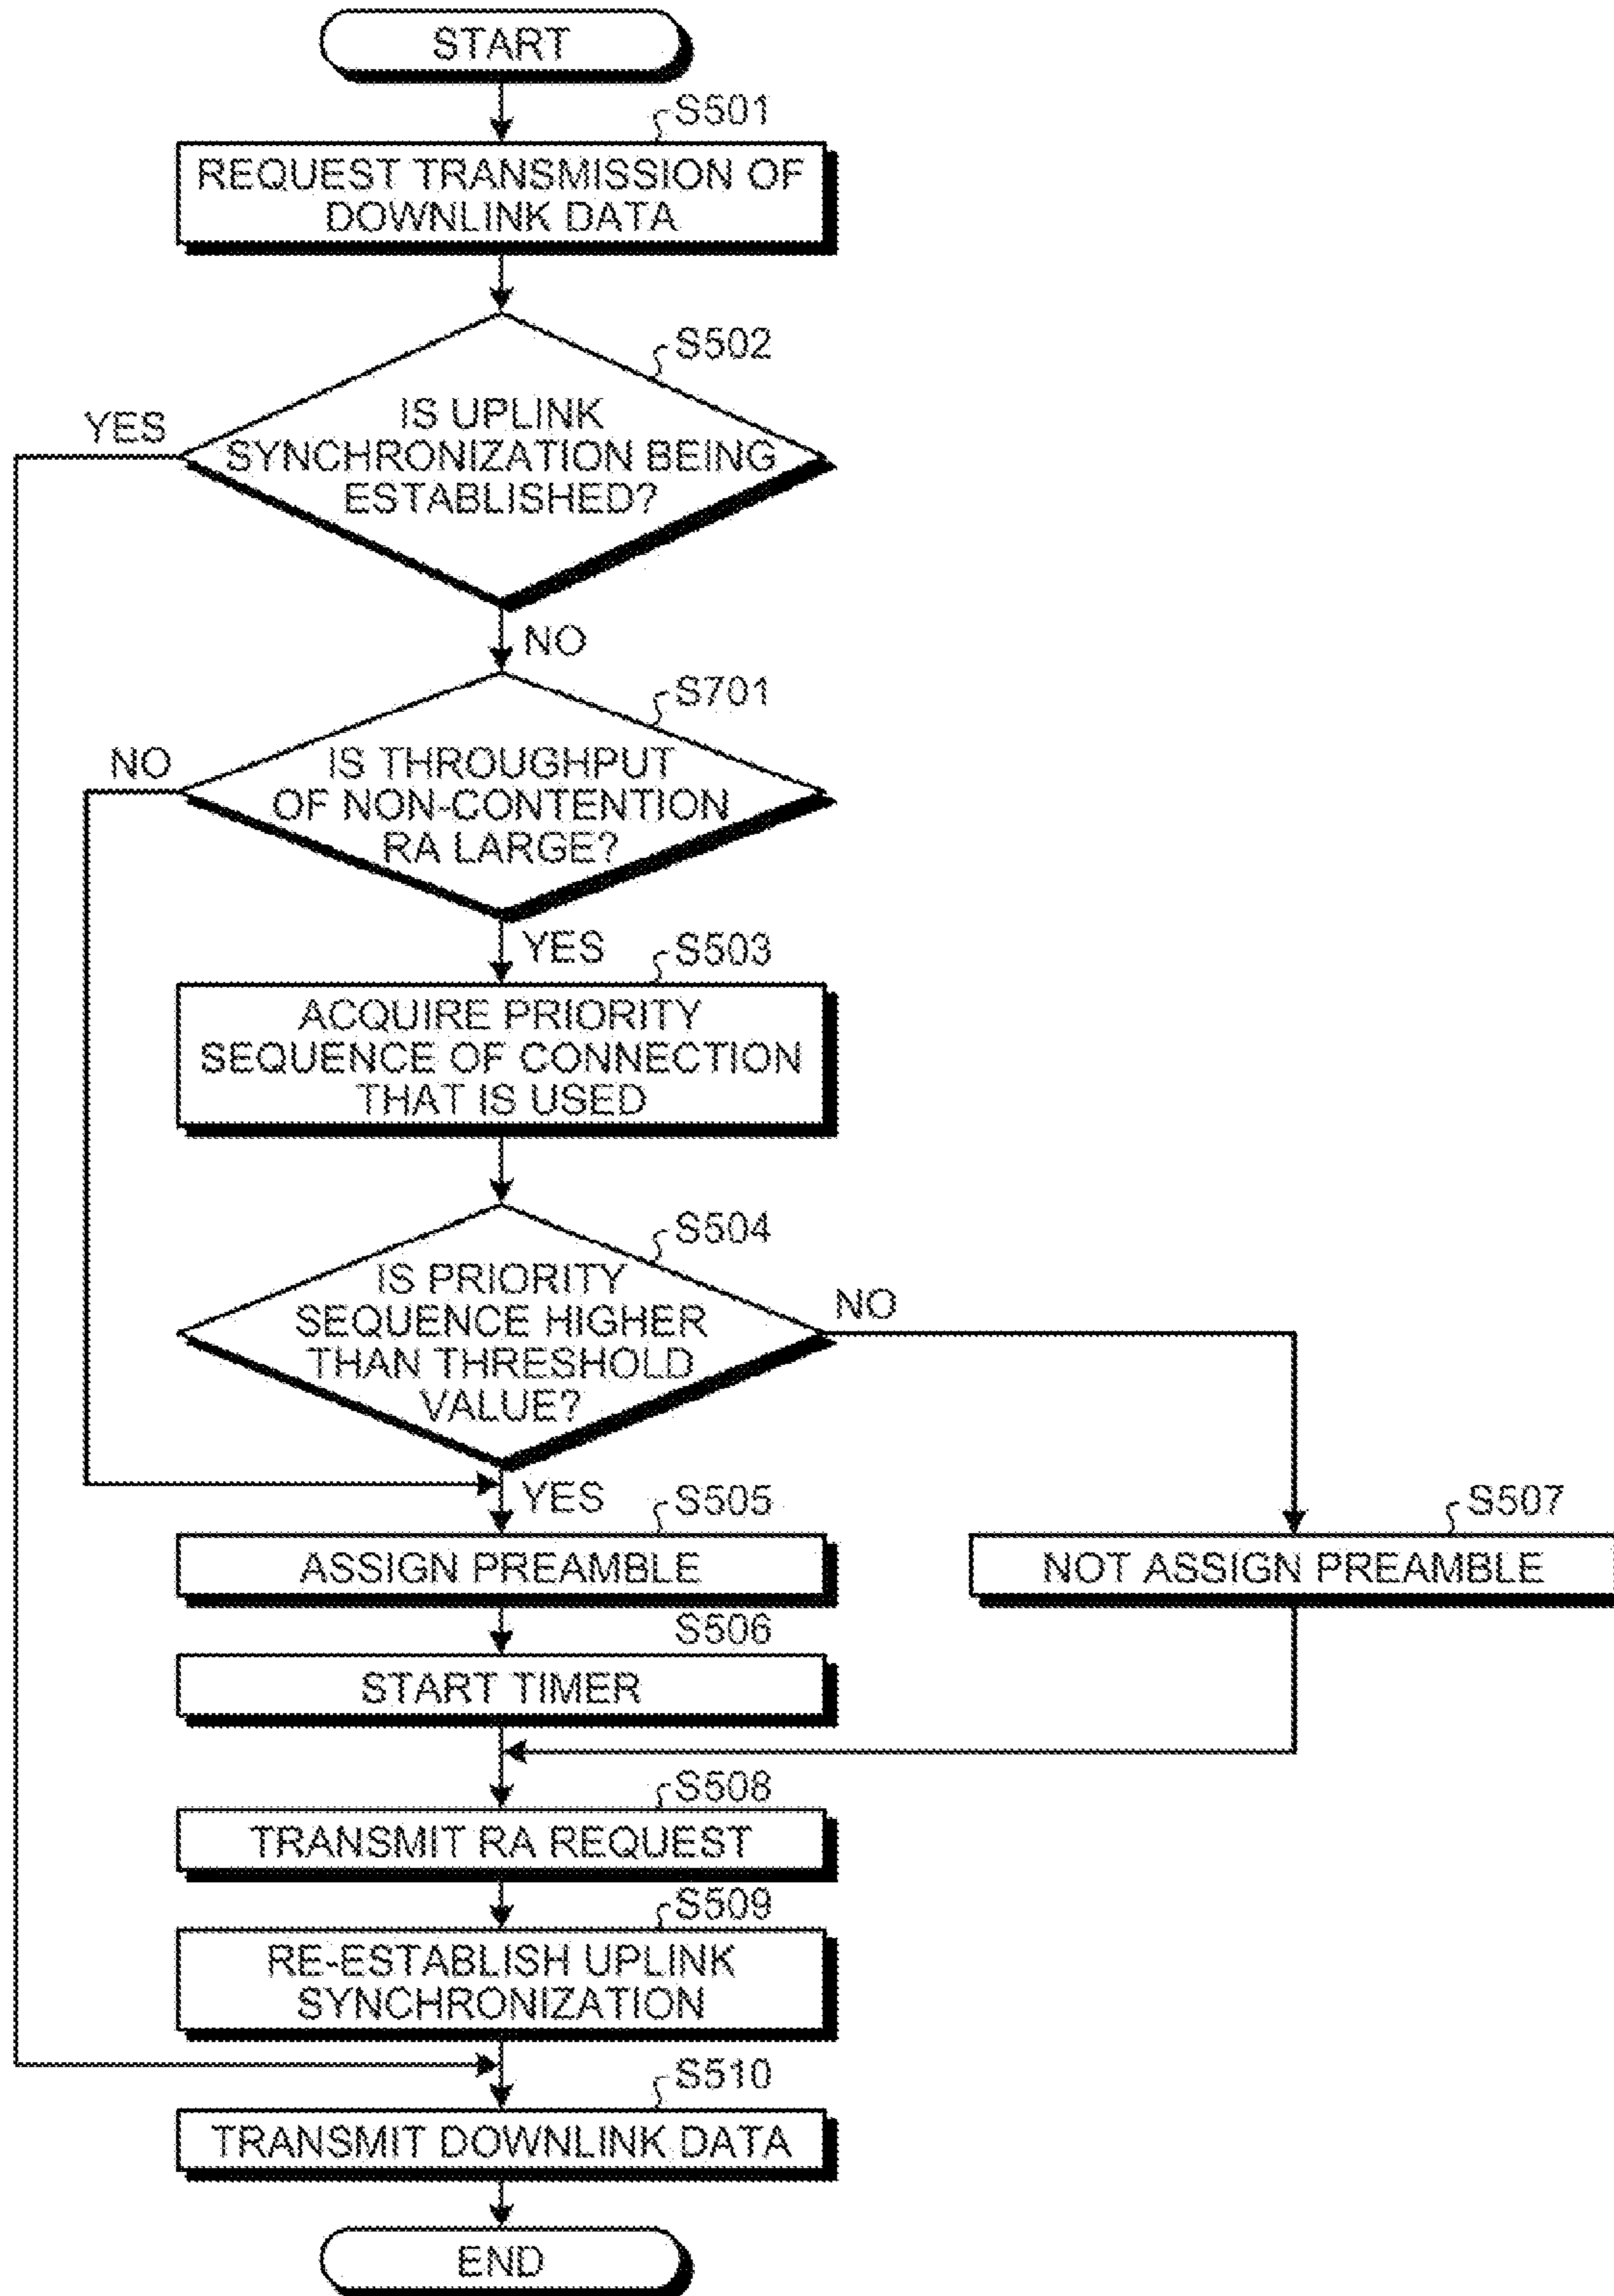 START
S501
REQUEST TRANSMISSION OF
DOWNLINK DATA
S502
YES
IS UPLINK
SYNCHRONIZATION BEING
ESTABLISHED?
NO
S701
NO
IS THROUGHPUT
OF NON-CONTENTION
RA LARGE?
YES
S503
ACQUIRE PRIORITY
SEQUENCE OF CONNECTION
THAT IS USED
S504
IS PRIORITY
SEQUENCE HIGHER
THAN THRESHOLD
VALUE?
NO
YES
S505
ASSIGN PREAMBLE
S507
NOT ASSIGN PREAMBLE
S506
START TIMER
S508
TRANSMIT RA REQUEST
S509
RE-ESTABLISH UPLINK
SYNCHRONIZATION
S510
TRANSMIT DOWNLINK DATA
END